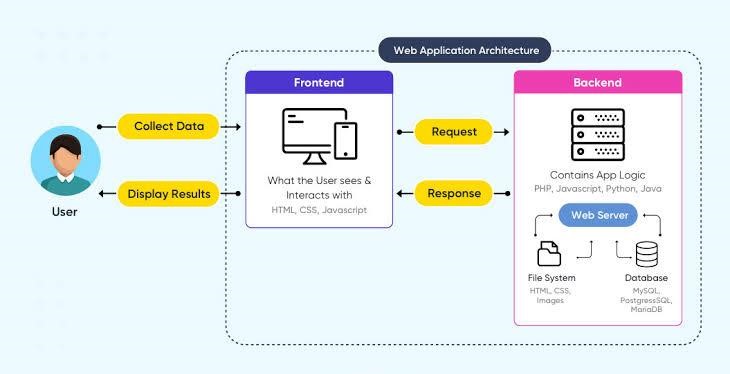 Web Application Architecture
Frontend
Backend
Collect Data
Request
What the User sees &
Interacts with
HTML, CSS, Javascript
Contains App Logic
PHP, Javascript, Python, Java
Display Results
Response
User
Web Server
File System
HTML, CSS,
Images
Database
MySQL,
PostgressSQL,
MariaDB